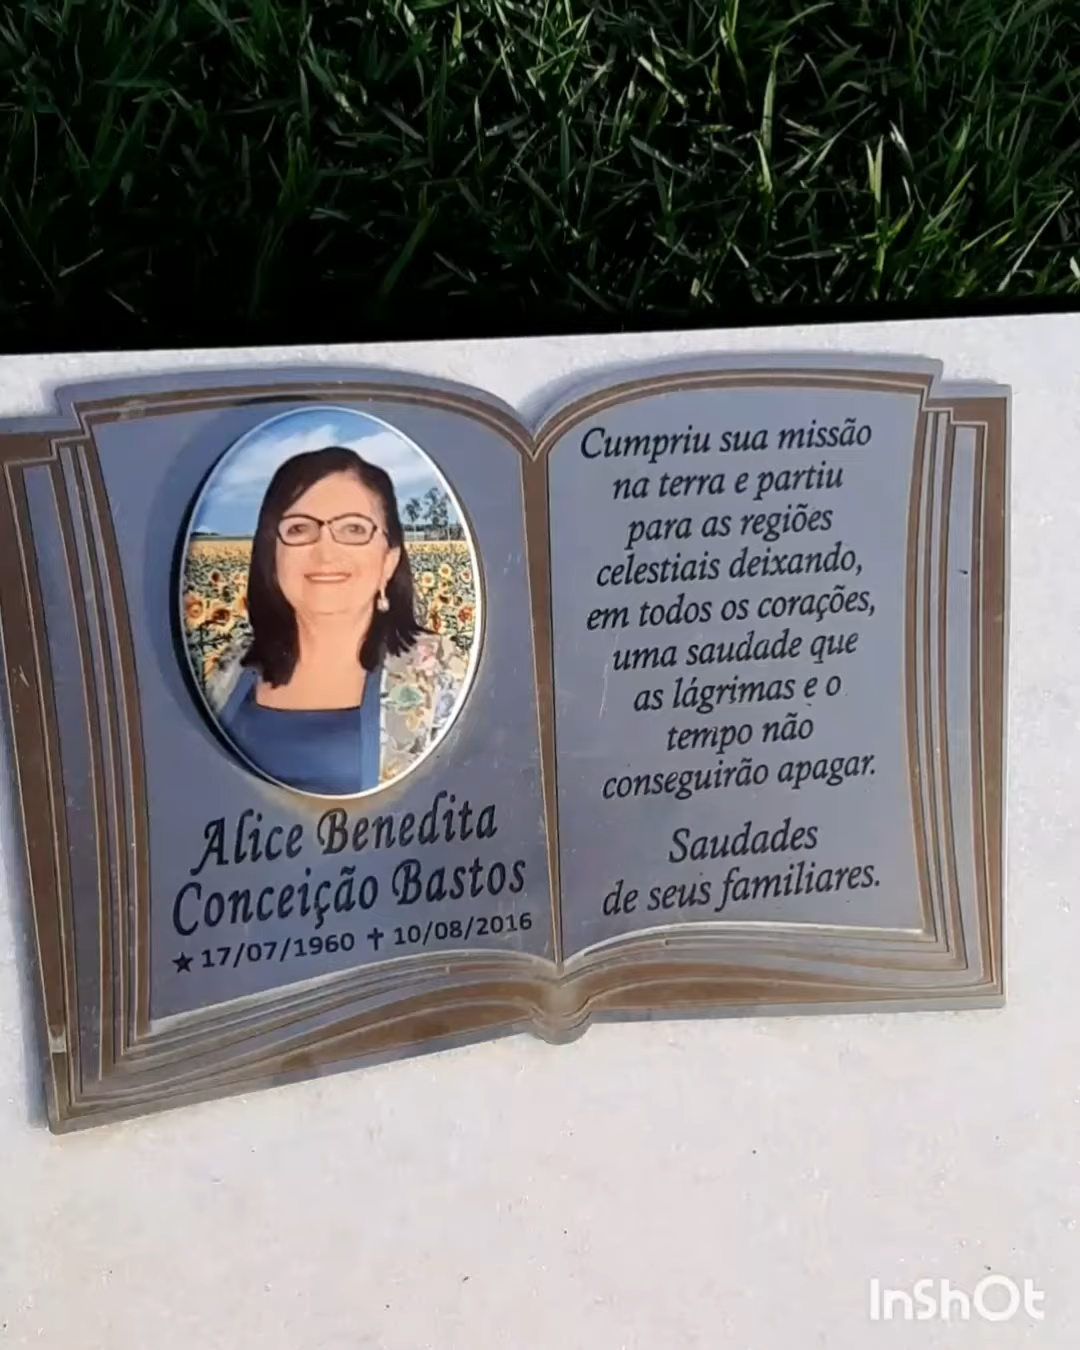 Alice Benedita
Conceição Bastos
★ 17/07/1960 ✝ 10/08/2016
Cumpriu sua missão
na terra e partiu
para as regiões
celestiais deixando,
em todos os corações,
uma saudade que
as lágrimas e o
tempo não
conseguirão apagar.
Saudades
de seus familiares.
InShOt